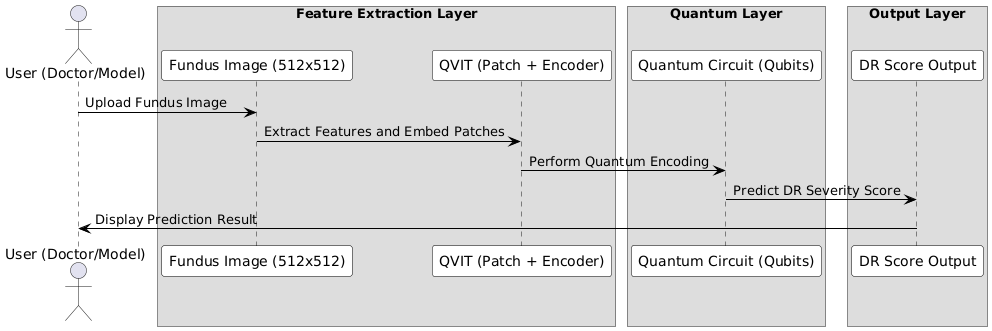 Feature Extraction Layer
Quantum Layer
Output Layer
User (Doctor/Model)
Fundus Image (512x512)
QVIT (Patch + Encoder)
Quantum Circuit (Qubits)
DR Score Output
Upload Fundus Image
Extract Features and Embed Patches
Perform Quantum Encoding
Predict DR Severity Score
Display Prediction Result
User (Doctor/Model)
Fundus Image (512x512)
QVIT (Patch + Encoder)
Quantum Circuit (Qubits)
DR Score Output